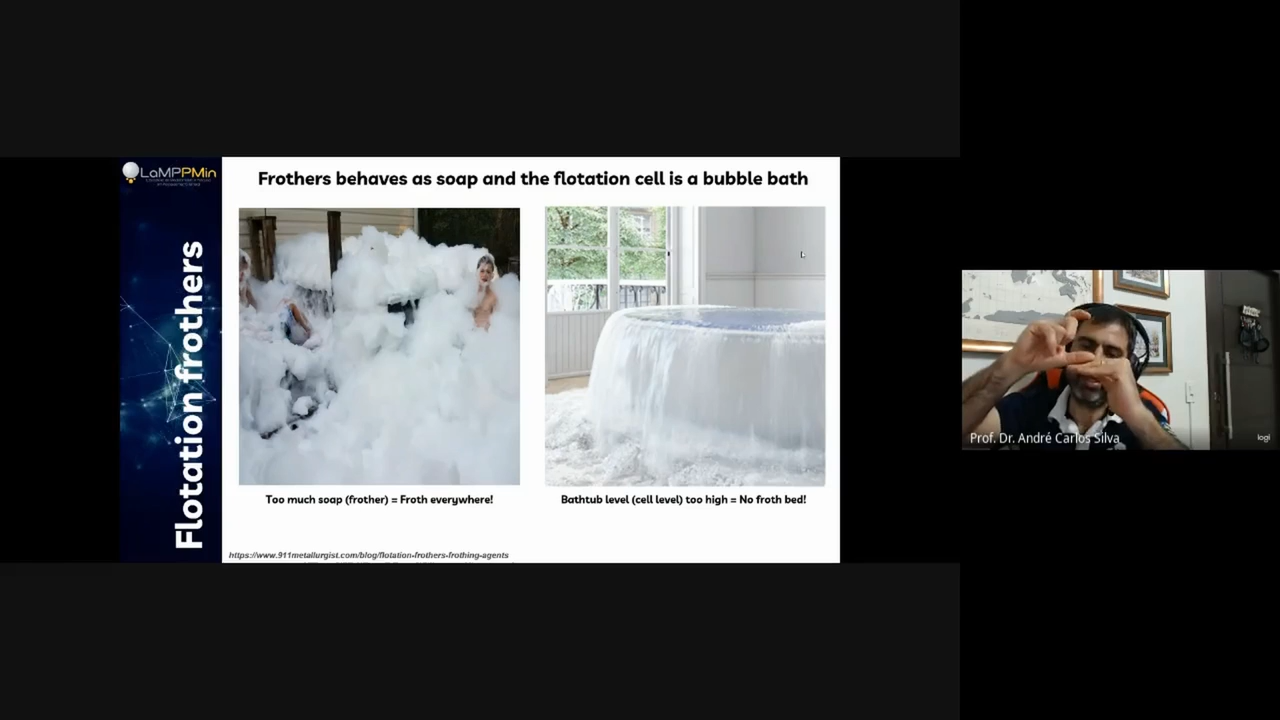 LaMPPMin
Flotation frothers
Frothers behaves as soap and the flotation cell is a bubble bath
Too much soap (frother) = Froth everywhere!
Bathtub level (cell level) too high = No froth bed!
https://www.911metallurgist.com/blog/flotation-frothers-frothing-agents
Prof. Dr. André Carlos Silva
logi